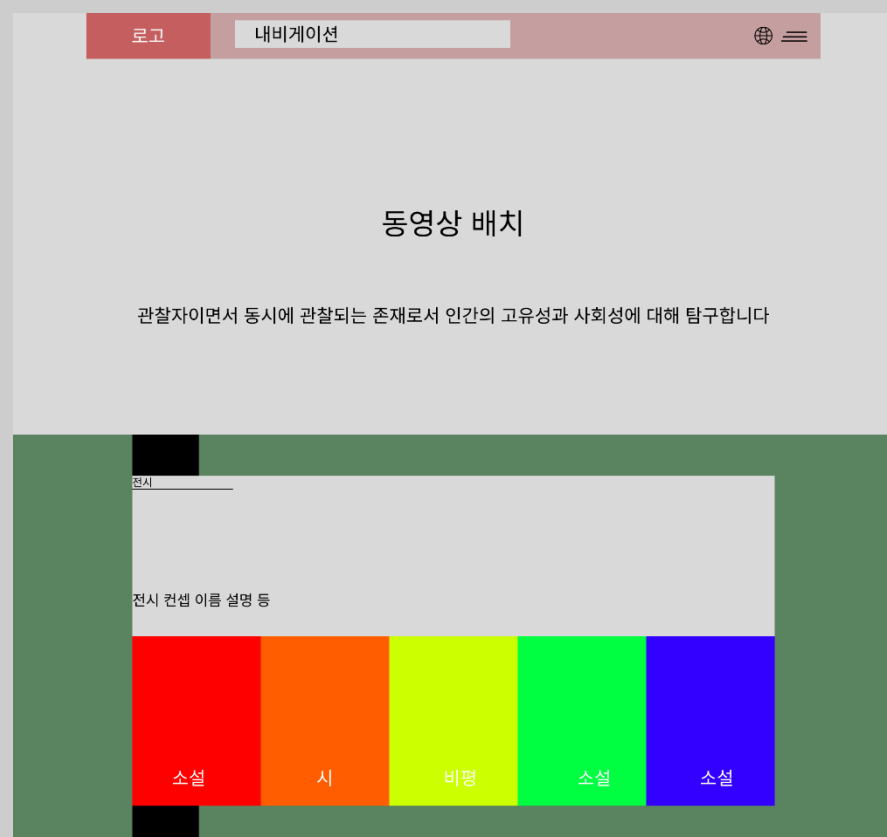 로고
내비게이션
동영상 배치
관찰자이면서 동시에 관찰되는 존재로서 인간의 고유성과 사회성에 대해 탐구합니다
전시
전시 컨셉 이름 설명 등
소설 시 비평 소설 소설